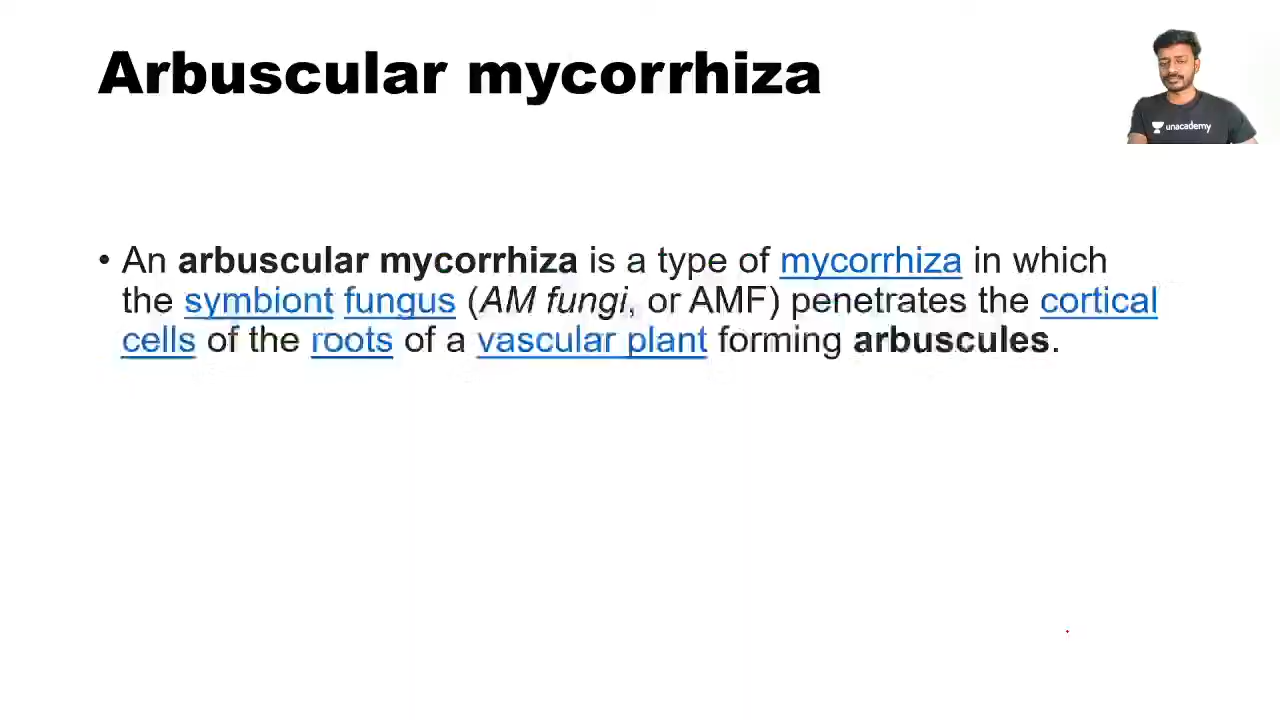 Arbuscular mycorrhiza
unacademy
• An arbuscular mycorrhiza is a type of mycorrhiza in which
the symbiont fungus (AM fungi, or AMF) penetrates the cortical
cells of the roots of a vascular plant forming arbuscules.